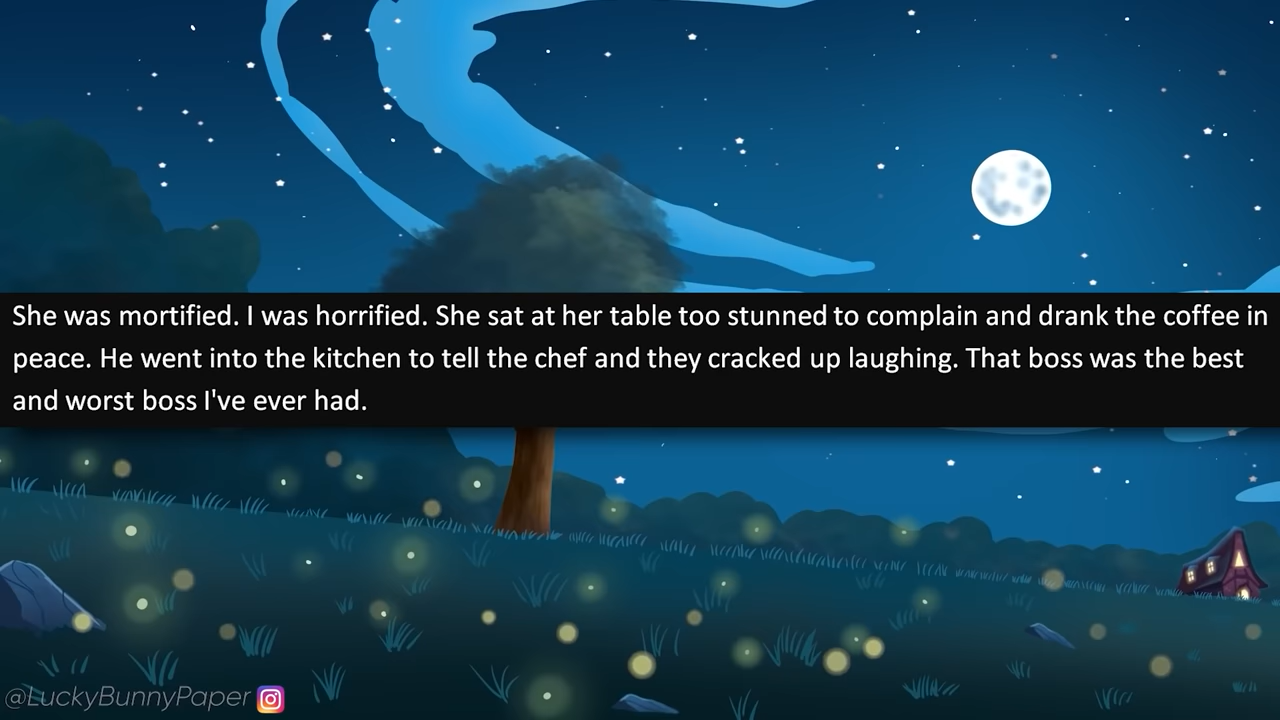 She was mortified. I was horrified. She sat at her table too stunned to complain and drank the coffee in
peace. He went into the kitchen to tell the chef and they cracked up laughing. That boss was the best
and worst boss I've ever had.
@LuckyBunnyPaper